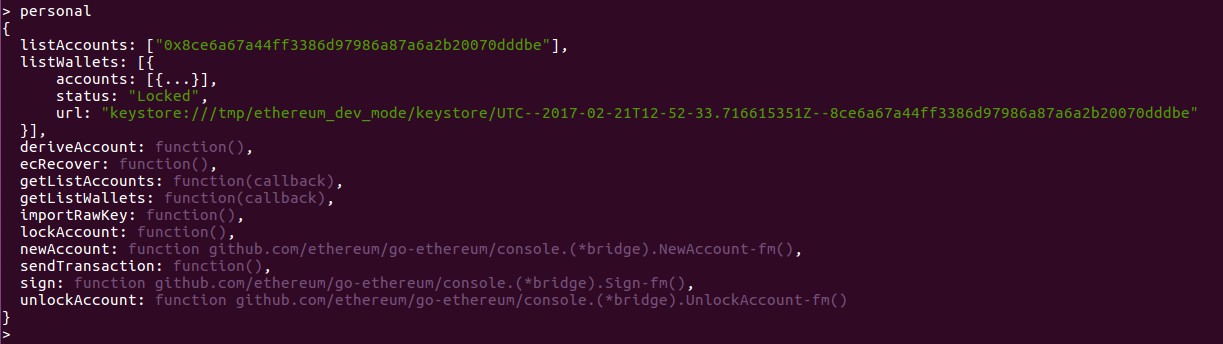 > personal
{
  listAccounts: ["0x8ce6a67a44ff3386d97986a87a6a2b20070dddbe"],
  listWallets: [{
      accounts: [{...}],
      status: "Locked",
      url: "keystore:///tmp/ethereum_dev_mode/keystore/UTC--2017-02-21T12-52-33.716615351Z--8ce6a67a44ff3386d97986a87a6a2b20070dddbe"
  }],
  deriveAccount: function(),
  ecRecover: function(),
  getListAccounts: function(callback),
  getListWallets: function(callback),
  importRawKey: function(),
  lockAccount: function(),
  newAccount: function github.com/ethereum/go-ethereum/console.(*bridge).NewAccount-fm(),
  sendTransaction: function(),
  sign: function github.com/ethereum/go-ethereum/console.(*bridge).Sign-fm(),
  unlockAccount: function github.com/ethereum/go-ethereum/console.(*bridge).UnlockAccount-fm()
}
>